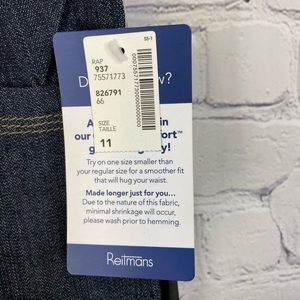 SS-1
RAP
937
75571773
826791
66
SIZE
TAILLE
11
Try on one size smaller than
your regular size for a smoother fit
that will hug your waist.
Made longer just for you...
Due to the nature of this fabric,
minimal shrinkage will occur,
please wash prior to hemming.
Reitmans